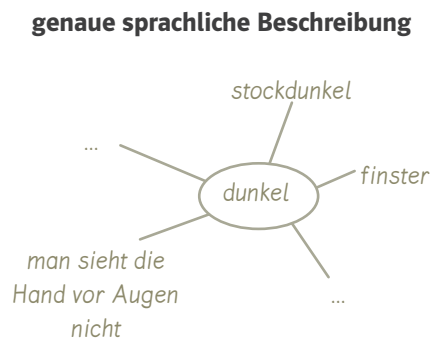 genaue sprachliche Beschreibung
stockdunkel
...
finster
dunkel
man sieht die
Hand vor Augen
nicht
...